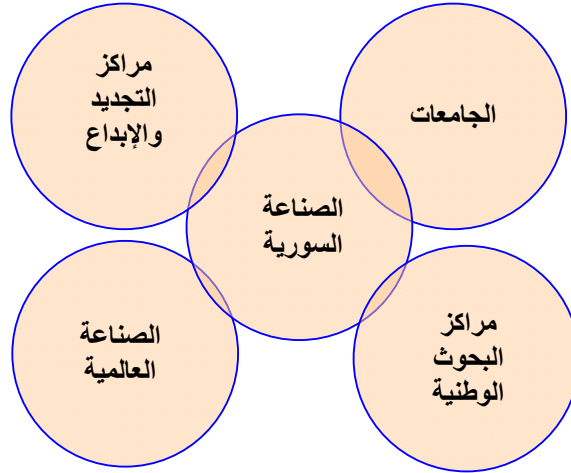 مراكز
التجديد
والإبداع
الجامعات
الصناعة
السورية
الصناعة
العالمية
مراكز
البحوث
الوطنية